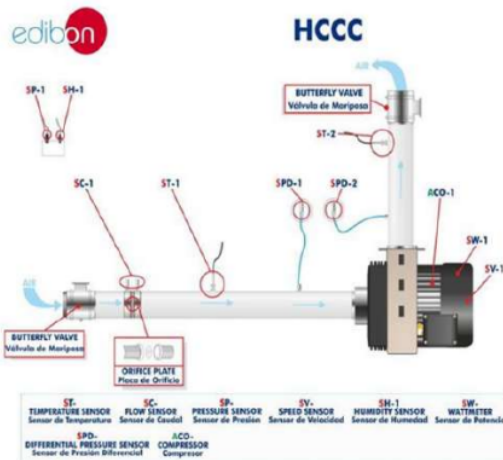 edibon
HCCC
AIR
BUTTERFLY VALVE
Válvula de Mariposa
SP-1 SH-1
ST-2
SC-1 ST-1 SPD-1 SPD-2
ACO-1
SW-1
SV-1
AIR
BUTTERFLY VALVE
Válvula de Mariposa
ORIFICE PLATE
Placa de Orificio
ST- SC- SP- SV- SH-1 SW-
TEMPERATURE SENSOR FLOW SENSOR PRESSURE SENSOR SPEED SENSOR HUMIDITY SENSOR WATTMETER
Sensor de Temperatura Sensor de Caudal Sensor de Presión Sensor de Velocidad Sensor de Humedad Sensor de Potencia
SPD- ACO-
DIFFERENTIAL PRESSURE SENSOR COMPRESSOR
Sensor de Presión Diferencial Compresor